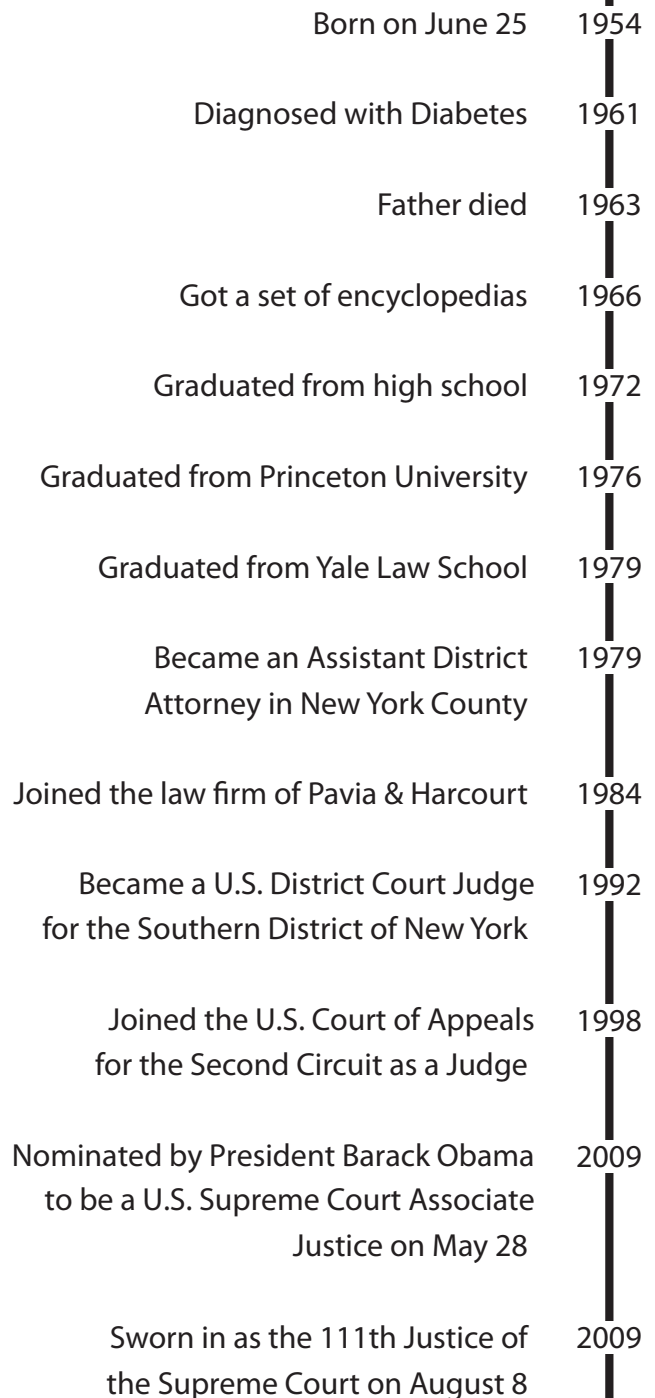 Born on June 25 1954
Diagnosed with Diabetes 1961
Father died 1963
Got a set of encyclopedias 1966
Graduated from high school 1972
Graduated from Princeton University 1976
Graduated from Yale Law School 1979
Became an Assistant District 1979
Attorney in New York County
Joined the law firm of Pavia & Harcourt 1984
Became a U.S. District Court Judge 1992
for the Southern District of New York
Joined the U.S. Court of Appeals 1998
for the Second Circuit as a Judge
Nominated by President Barack Obama 2009
to be a U.S. Supreme Court Associate
Justice on May 28
Sworn in as the 111th Justice of 2009
the Supreme Court on August 8